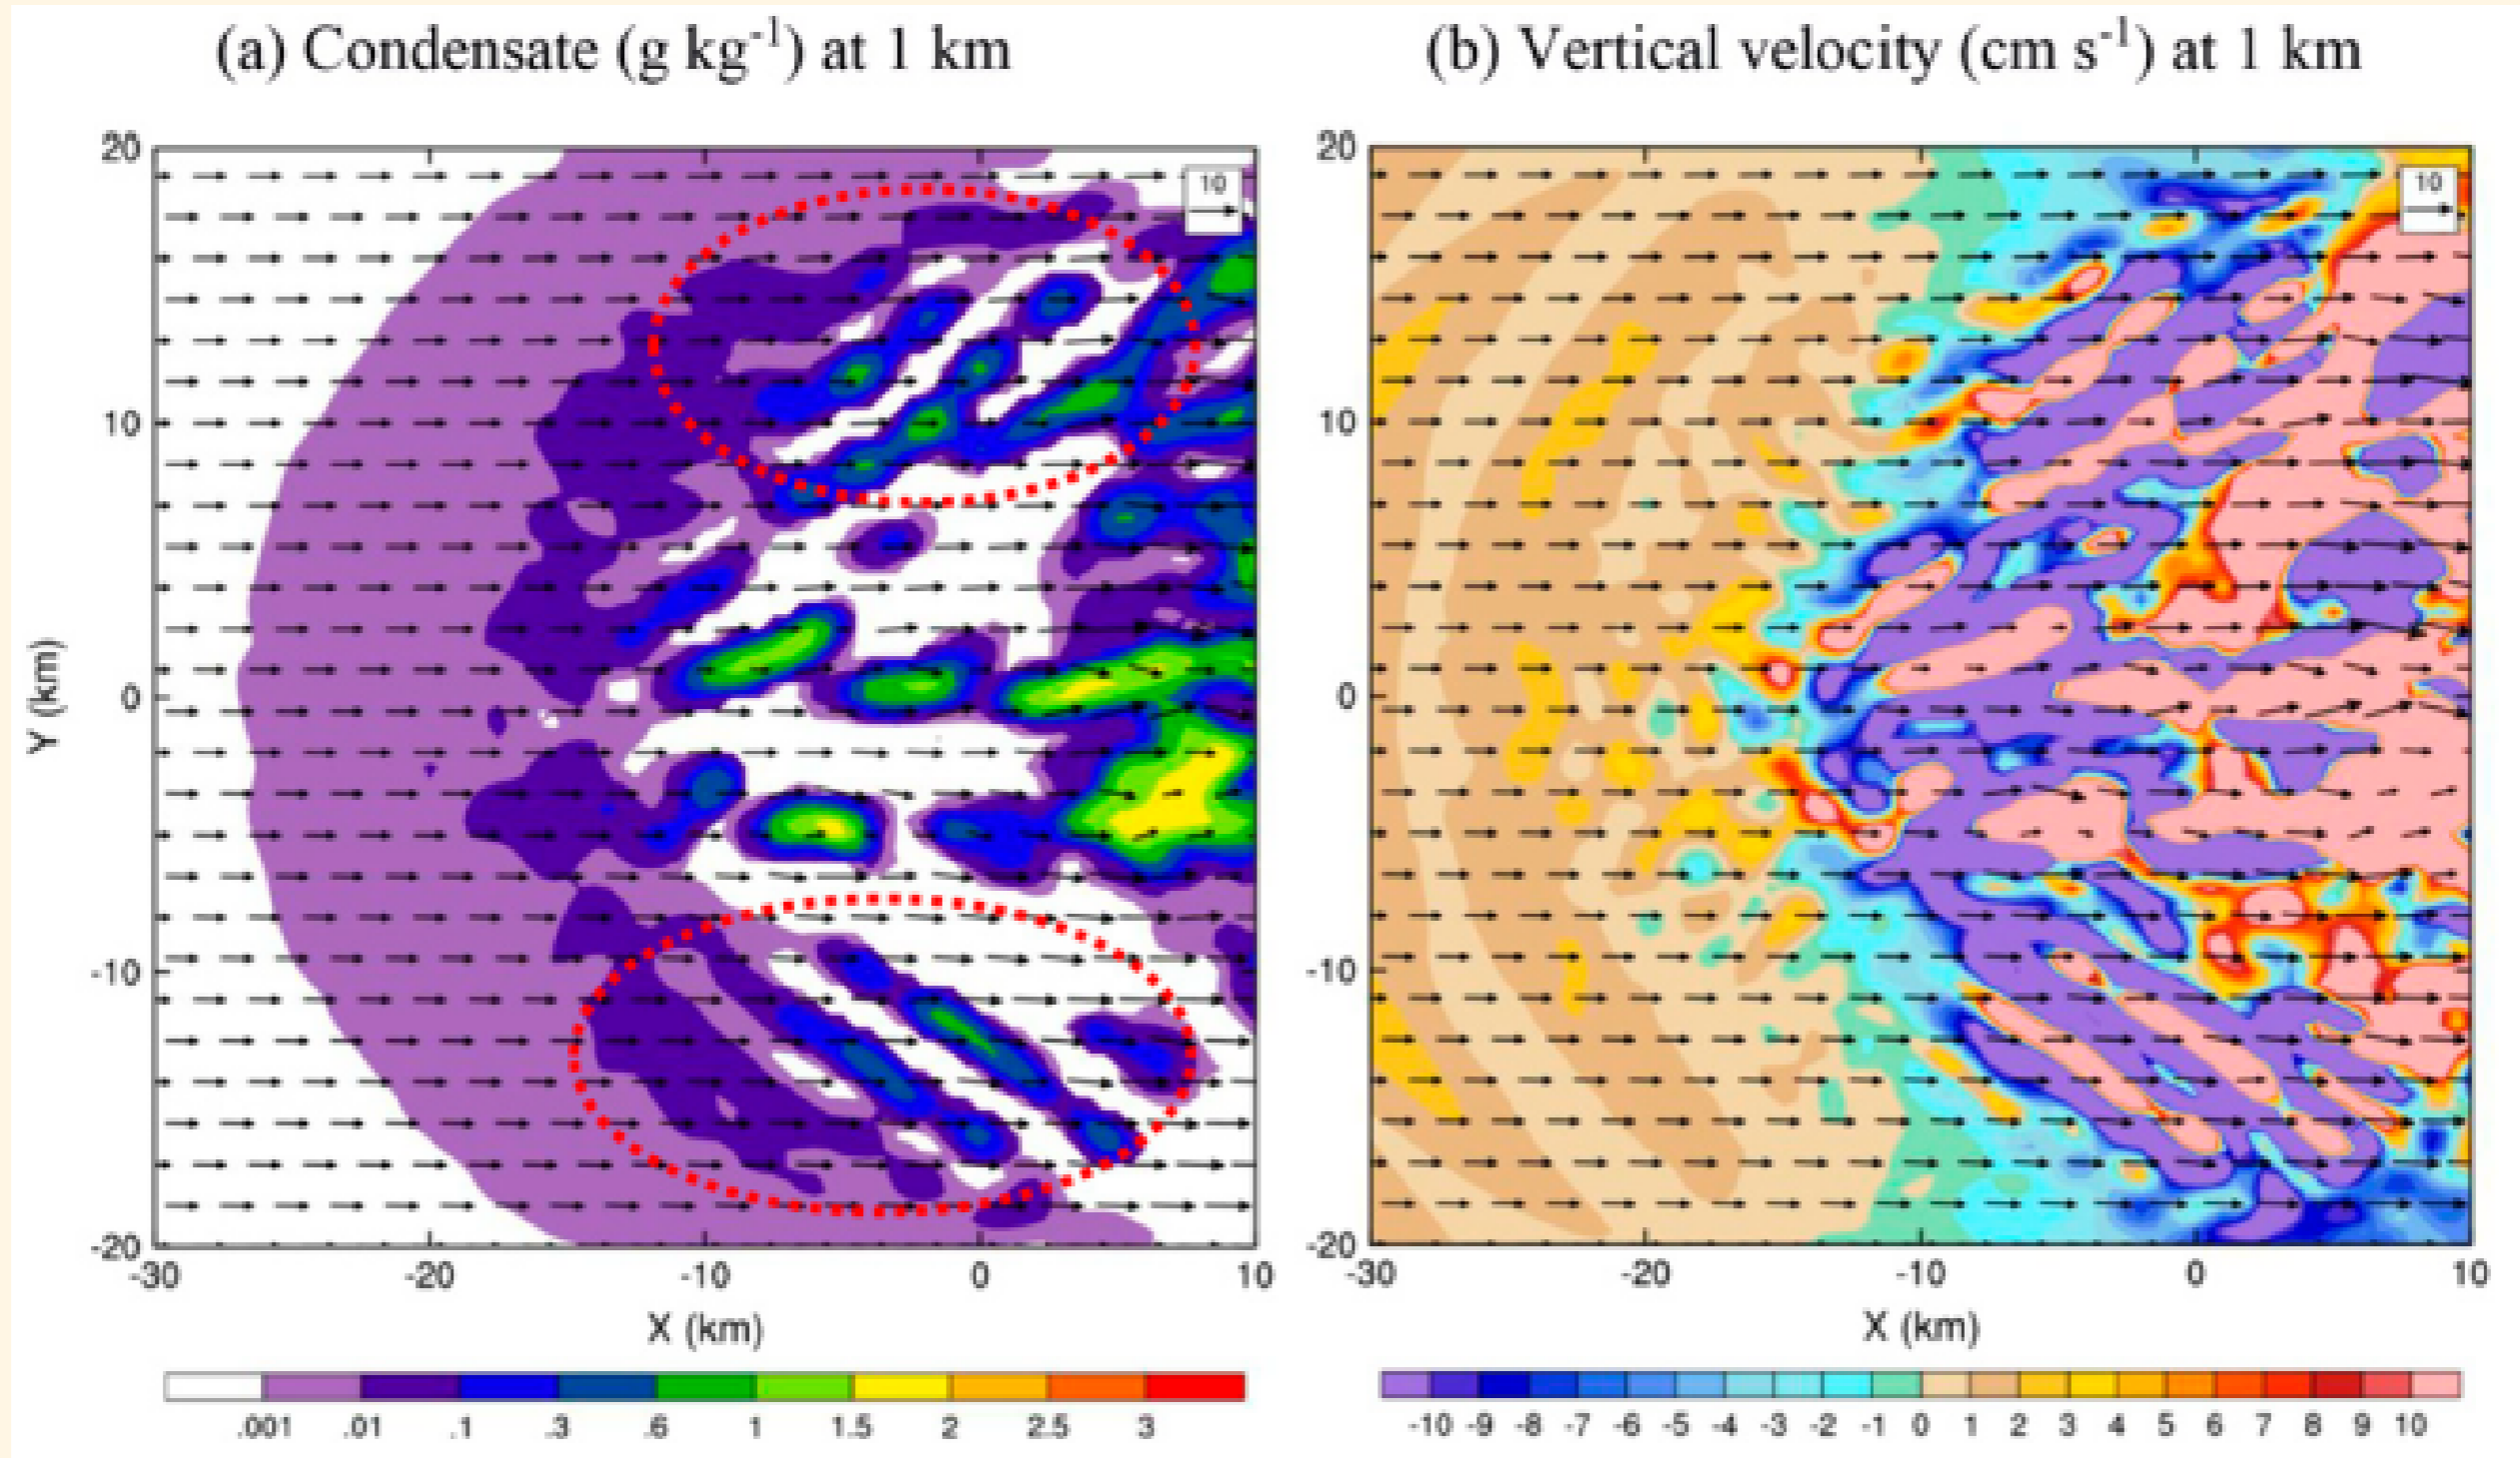 (a) Condensate (g kg-1) at 1 km
(b) Vertical velocity (cm s-1) at 1 km
20
10
0
-10
-20
Y (km)
10
-30 -20 -10 0 10
X (km)
.001 .01 .1 .3 .6 1 1.5 2 2.5 3
20
10
0
-10
-20
10
-30 -20 -10 0 10
X (km)
-10 -9 -8 -7 -6 -5 -4 -3 -2 -1 0 1 2 3 4 5 6 7 8 9 10